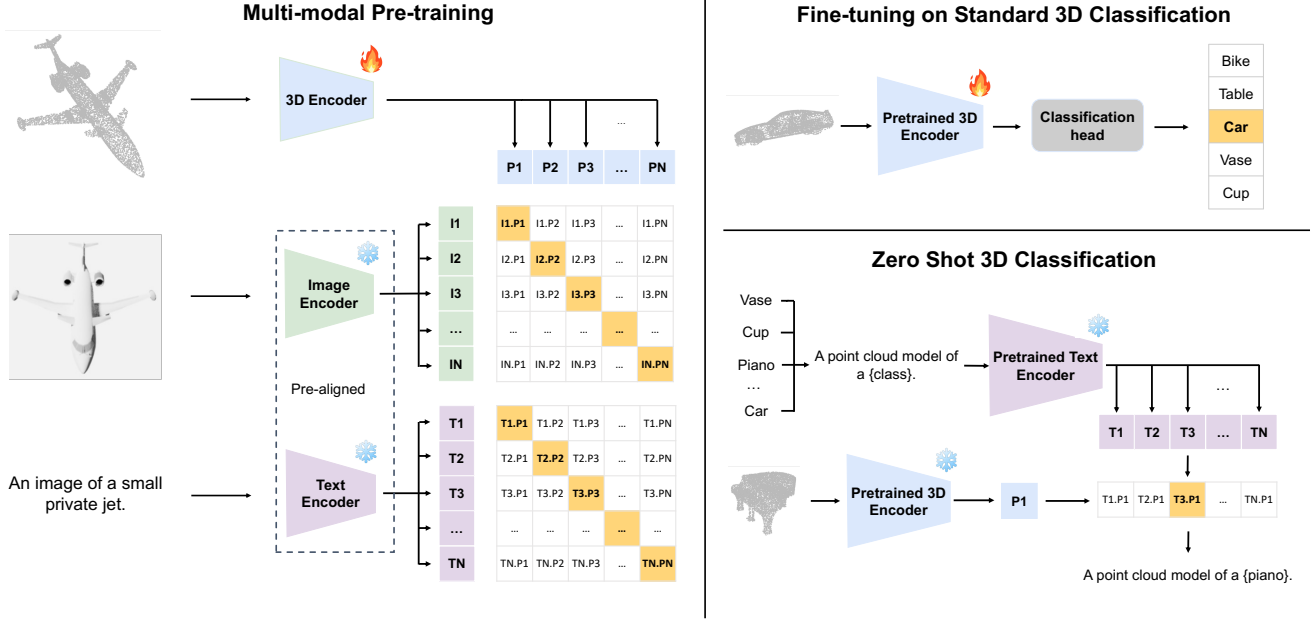 Multi-modal Pre-training
3D Encoder
...
P1 P2 P3 ... PN
Image
Encoder
Pre-aligned
I1
I2
I3
...
IN
I1.P1 I1.P2 I1.P3 ... I1.PN
I2.P1 I2.P2 I2.P3 ... I2.PN
I3.P1 I3.P2 I3.P3 ... I3.PN
... ... ... ... ...
IN.P1 IN.P2 IN.P3 ... IN.PN
An image of a small
private jet.
Text
Encoder
T1
T2
T3
...
TN
T1.P1 T1.P2 T1.P3 ... T1.PN
T2.P1 T2.P2 T2.P3 ... T2.PN
T3.P1 T3.P2 T3.P3 ... T3.PN
... ... ... ... ...
TN.P1 TN.P2 TN.P3 ... TN.PN
Fine-tuning on Standard 3D Classification
Pretrained 3D
Encoder
Classification
head
Bike
Table
Car
Vase
Cup
Zero Shot 3D Classification
Vase
Cup
Piano
...
Car
A point cloud model of
a {class}.
Pretrained Text
Encoder
...
T1 T2 T3 ... TN
Pretrained 3D
Encoder
P1
T1.P1 T2.P1 T3.P1 ... TN.P1
A point cloud model of a {piano}.